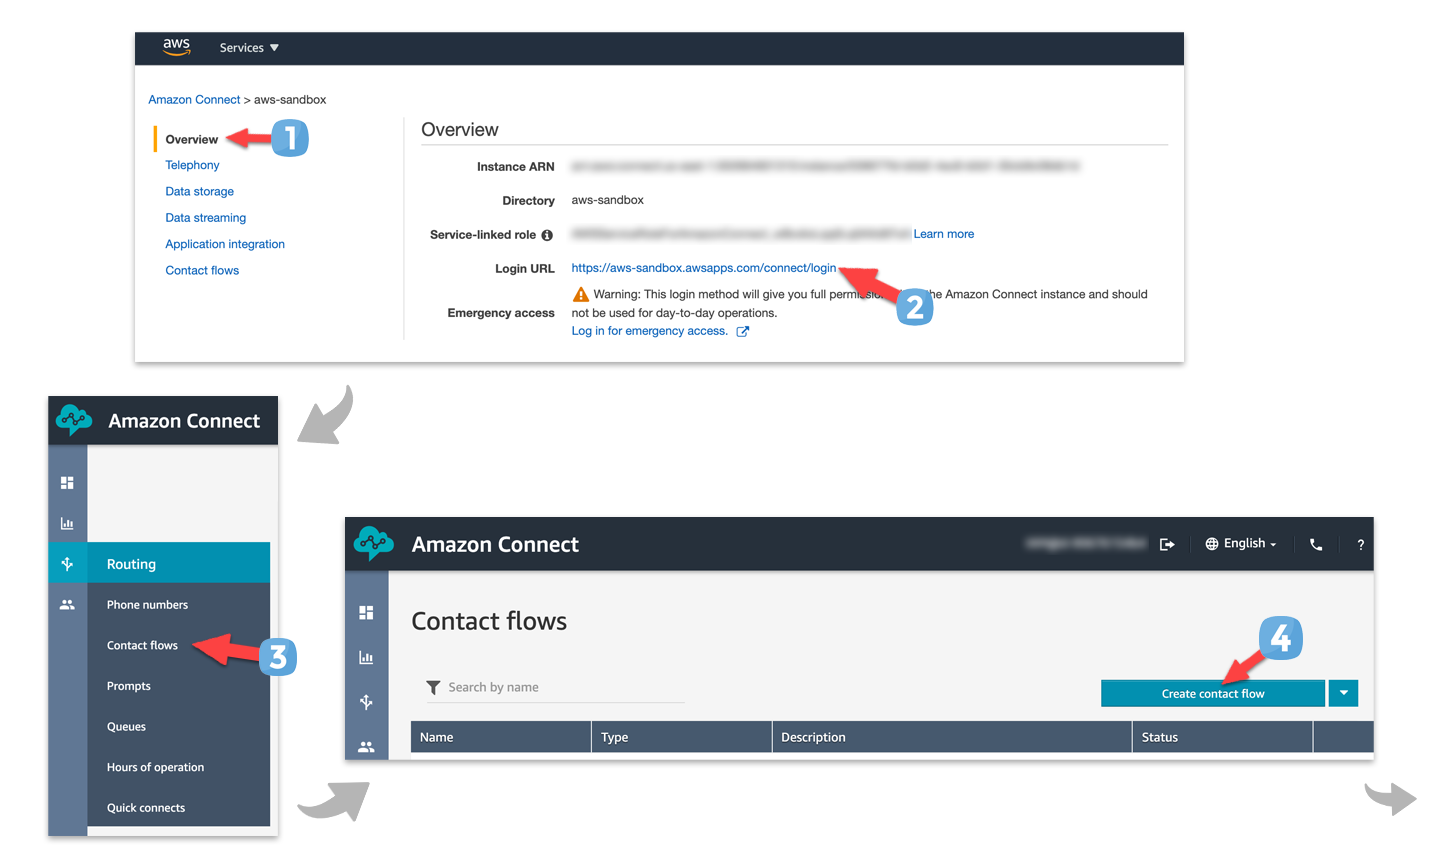 aws Services
Amazon Connect > aws-sandbox
Overview
1
Telephony
Data storage
Data streaming
Application integration
Contact flows
Overview
Instance ARN
Directory aws-sandbox
Service-linked role Learn more
Login URL https://aws-sandbox.awsapps.com/connect/login
2
Emergency access
Warning: This login method will give you full the Amazon Connect instance and should
not be used for day-to-day operations.
Log in for emergency access.
Amazon Connect
Routing
Phone numbers
Contact flows
3
Prompts
Queues
Hours of operation
Quick connects
Amazon Connect
English
?
Contact flows
4
Search by name
Create contact flow
Name Type Description Status